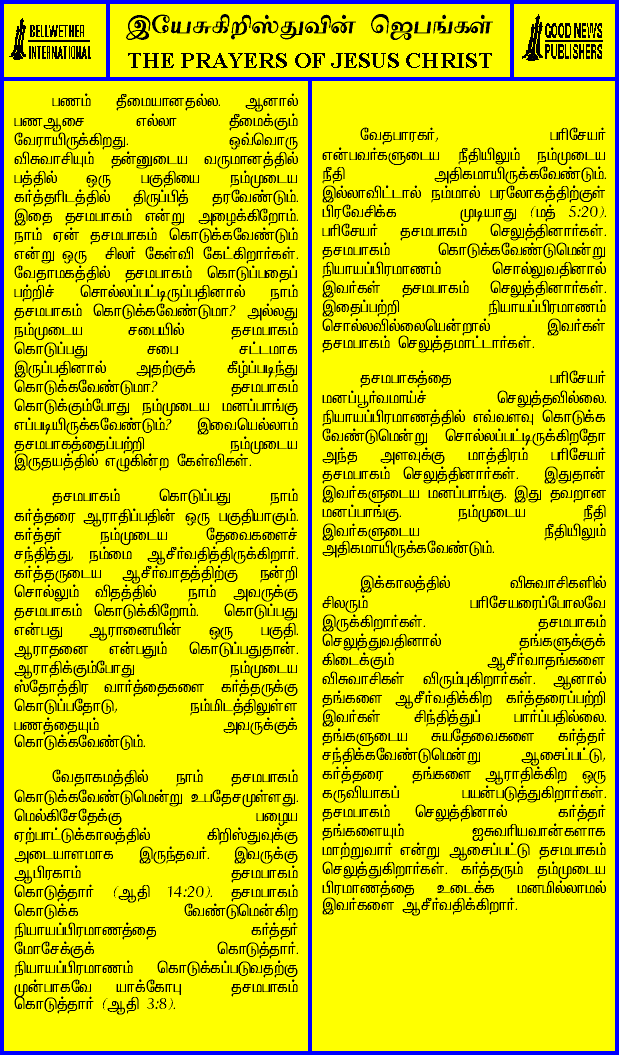 BELLWETHER
INTERNATIONAL
இயேசுகிறிஸ்துவின் ஜெபங்கள்
THE PRAYERS OF JESUS CHRIST
GOOD NEWS
PUBLISHERS
பணம் தீமையானதல்ல. ஆனால்
பணஆசை எல்லா தீமைக்கும்
வேராயிருக்கிறது. ஒவ்வொரு
விசுவாசியும் தன்னுடைய வருமானத்தில்
பத்தில் ஒரு பகுதியை நம்முடைய
கர்த்தரிடத்தில் திருப்பித் தரவேண்டும்.
இதை தசமபாகம் என்று அழைக்கிறோம்.
நாம் ஏன் தசமபாகம் கொடுக்கவேண்டும்
என்று ஒரு சிலர் கேள்வி கேட்கிறார்கள்.
வேதாமகத்தில் தசமபாகம் கொடுப்பதைப்
பற்றிச் சொல்லப்பட்டிருப்பதினால் நாம்
தசமபாகம் கொடுக்கவேண்டுமா? அல்லது
நம்முடைய சபையில் தசமபாகம்
கொடுப்பது சபை சட்டமாக
இருப்பதினால் அதற்குக் கீழ்ப்படிந்து
கொடுக்கவேண்டுமா? தசமபாகம்
கொடுக்கும்போது நம்முடைய மனப்பாங்கு
எப்படியிருக்கவேண்டும்? இவையெல்லாம்
தசமபாகத்தைப்பற்றி நம்முடைய
இருதயத்தில் எழுகின்ற கேள்விகள்.
தசமபாகம் கொடுப்பது நாம்
கர்த்தரை ஆராதிப்பதின் ஒரு பகுதியாகும்.
கர்த்தர் நம்முடைய தேவைகளைச்
சந்தித்து, நம்மை ஆசீர்வதித்திருக்கிறார்.
கர்த்தருடைய ஆசீர்வாதத்திற்கு நன்றி
சொல்லும் விதத்தில் நாம் அவருக்கு
தசமபாகம் கொடுக்கிறோம். கொடுப்பது
என்பது ஆரானையின் ஒரு பகுதி.
ஆராதனை என்பதும் கொடுப்பதுதான்.
ஆராதிக்கும்போது நம்முடைய
ஸ்தோத்திர வார்த்தைகளை கர்த்தருக்கு
கொடுப்பதோடு, நம்மிடத்திலுள்ள
பணத்தையும் அவருக்குக்
கொடுக்கவேண்டும்.
வேதாகமத்தில் நாம் தசமபாகம்
கொடுக்கவேண்டுமென்று உபதேசமுள்ளது.
மெல்கிசேதேக்கு பழைய
ஏற்பாட்டுக்காலத்தில் கிறிஸ்துவுக்கு
அடையாளமாக இருந்தவர். இவருக்கு
ஆபிரகாம் தசமபாகம்
கொடுத்தார் (ஆதி 14:20). தசமபாகம்
கொடுக்க வேண்டுமென்கிற
நியாயப்பிரமாணத்தை கர்த்தர்
மோசேக்குக் கொடுத்தார்.
நியாயப்பிரமாணம் கொடுக்கப்படுவதற்கு
முன்பாகவே யாக்கோபு தசமபாகம்
கொடுத்தார் (ஆதி 3:8).
வேதபாரகர், பரிசேயர்
என்பவர்களுடைய நீதியிலும் நம்முடைய
நீதி அதிகமாயிருக்கவேண்டும்.
இல்லாவிட்டால் நம்மால் பரலோகத்திற்குள்
பிரவேசிக்க முடியாது (மத் 5:20).
பரிசேயர் தசமபாகம் செலுத்தினார்கள்.
தசமபாகம் கொடுக்கவேண்டுமென்று
நியாயப்பிரமாணம் சொல்லுவதினால்
இவர்கள் தசமபாகம் செலுத்தினார்கள்.
இதைப்பற்றி நியாயப்பிரமாணம்
சொல்லவில்லையென்றால் இவர்கள்
தசமபாகம் செலுத்தமாட்டார்கள்.
தசமபாகத்தை பரிசேயர்
மனப்பூர்வமாய்ச் செலுத்தவில்லை.
நியாயப்பிரமாணத்தில் எவ்வளவு கொடுக்க
வேண்டுமென்று சொல்லப்பட்டிருக்கிறதோ
அந்த அளவுக்கு மாத்திரம் பரிசேயர்
தசமபாகம் செலுத்தினார்கள். இதுதான்
இவர்களுடைய மனப்பாங்கு. இது தவறான
மனப்பாங்கு. நம்முடைய நீதி
இவர்களுடைய நீதியிலும்
அதிகமாயிருக்கவேண்டும்.
இக்காலத்தில் விசுவாசிகளில்
சிலரும் பரிசேயரைப்போலவே
இருக்கிறார்கள். தசமபாகம்
செலுத்துவதினால் தங்களுக்குக்
கிடைக்கும் ஆசீர்வாதங்களை
விசுவாசிகள் விரும்புகிறார்கள். ஆனால்
தங்களை ஆசீர்வதிக்கிற கர்த்தரைப்பற்றி
இவர்கள் சிந்தித்துப் பார்ப்பதில்லை.
தங்களுடைய சுயதேவைகளை கர்த்தர்
சந்திக்கவேண்டுமென்று ஆசைப்பட்டு,
கர்த்தரை தங்களை ஆராதிக்கிற ஒரு
கருவியாகப் பயன்படுத்துகிறார்கள்.
தசமபாகம் செலுத்தினால் கர்த்தர்
தங்களையும் ஐசுவரியவான்களாக
மாற்றுவார் என்று ஆசைப்பட்டு தசமபாகம்
செலுத்துகிறார்கள். கர்த்தரும் தம்முடைய
பிரமாணத்தை உடைக்க மனமில்லாமல்
இவர்களை ஆசீர்வதிக்கிறார்.